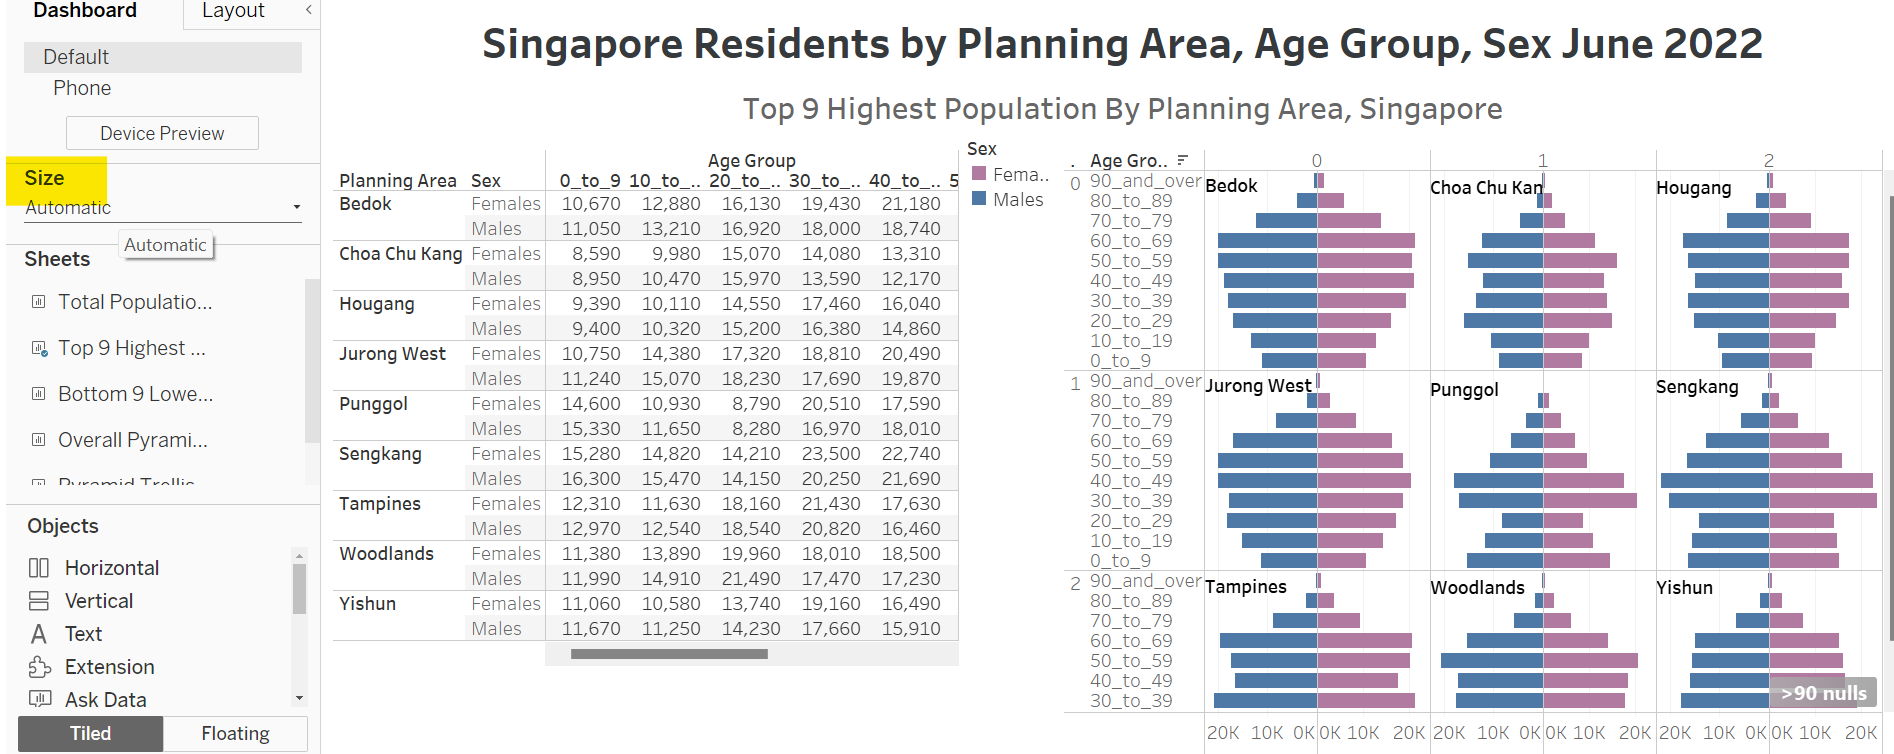 Dashboard Layout <
Default
Phone
Device Preview
Size
Automatic
Automatic
Sheets
Total Populatio...
Top 9 Highest ...
Bottom 9 Lowe...
Overall Pyrami...
Pyramid Trellis
Objects
Horizontal
Vertical
Text
Extension
Ask Data
Tiled Floating
Singapore Residents by Planning Area, Age Group, Sex June 2022
Top 9 Highest Population By Planning Area, Singapore
Age Group
Planning Area Sex 0_to_9 10_to_.. 20_to_.. 30_to_.. 40_to_.. 5
Bedok Females 10,670 12,880 16,130 19,430 21,180
Males 11,050 13,210 16,920 18,000 18,740
Choa Chu Kang Females 8,590 9,980 15,070 14,080 13,310
Males 8,950 10,470 15,970 13,590 12,170
Hougang Females 9,390 10,110 14,550 17,460 16,040
Males 9,400 10,320 15,200 16,380 14,860
Jurong West Females 10,750 14,380 17,320 18,810 20,490
Males 11,240 15,070 18,230 17,690 19,870
Punggol Females 14,600 10,930 8,790 20,510 17,590
Males 15,330 11,650 8,280 16,970 18,010
Sengkang Females 15,280 14,820 14,210 23,500 22,740
Males 16,300 15,470 14,150 20,250 21,690
Tampines Females 12,310 11,630 18,160 21,430 17,630
Males 12,970 12,540 18,540 20,820 16,460
Woodlands Females 11,380 13,890 19,960 18,010 18,500
Males 11,990 14,910 21,490 17,470 17,230
Yishun Females 11,060 10,580 13,740 19,160 16,490
Males 11,670 11,250 14,230 17,660 15,910
Sex
Fema..
Males
. Age Gro.. 0 1 2
0 90_and_over Bedok Choa Chu Kan Hougang
80_to_89
70_to_79
60_to_69
50_to_59
40_to_49
30_to_39
20_to_29
10_to_19
0_to_9
1 90_and_over Jurong West Punggol Sengkang
80_to_89
70_to_79
60_to_69
50_to_59
40_to_49
30_to_39
20_to_29
10_to_19
0_to_9
2 90_and_over Tampines Woodlands Yishun
80_to_89
70_to_79
60_to_69
50_to_59
40_to_49
30_to_39
>90 nulls
20K 10K 0K 0K 10K 20K 20K 10K 0K 0K 10K 20K 20K 10K 0K 0K 10K 20K